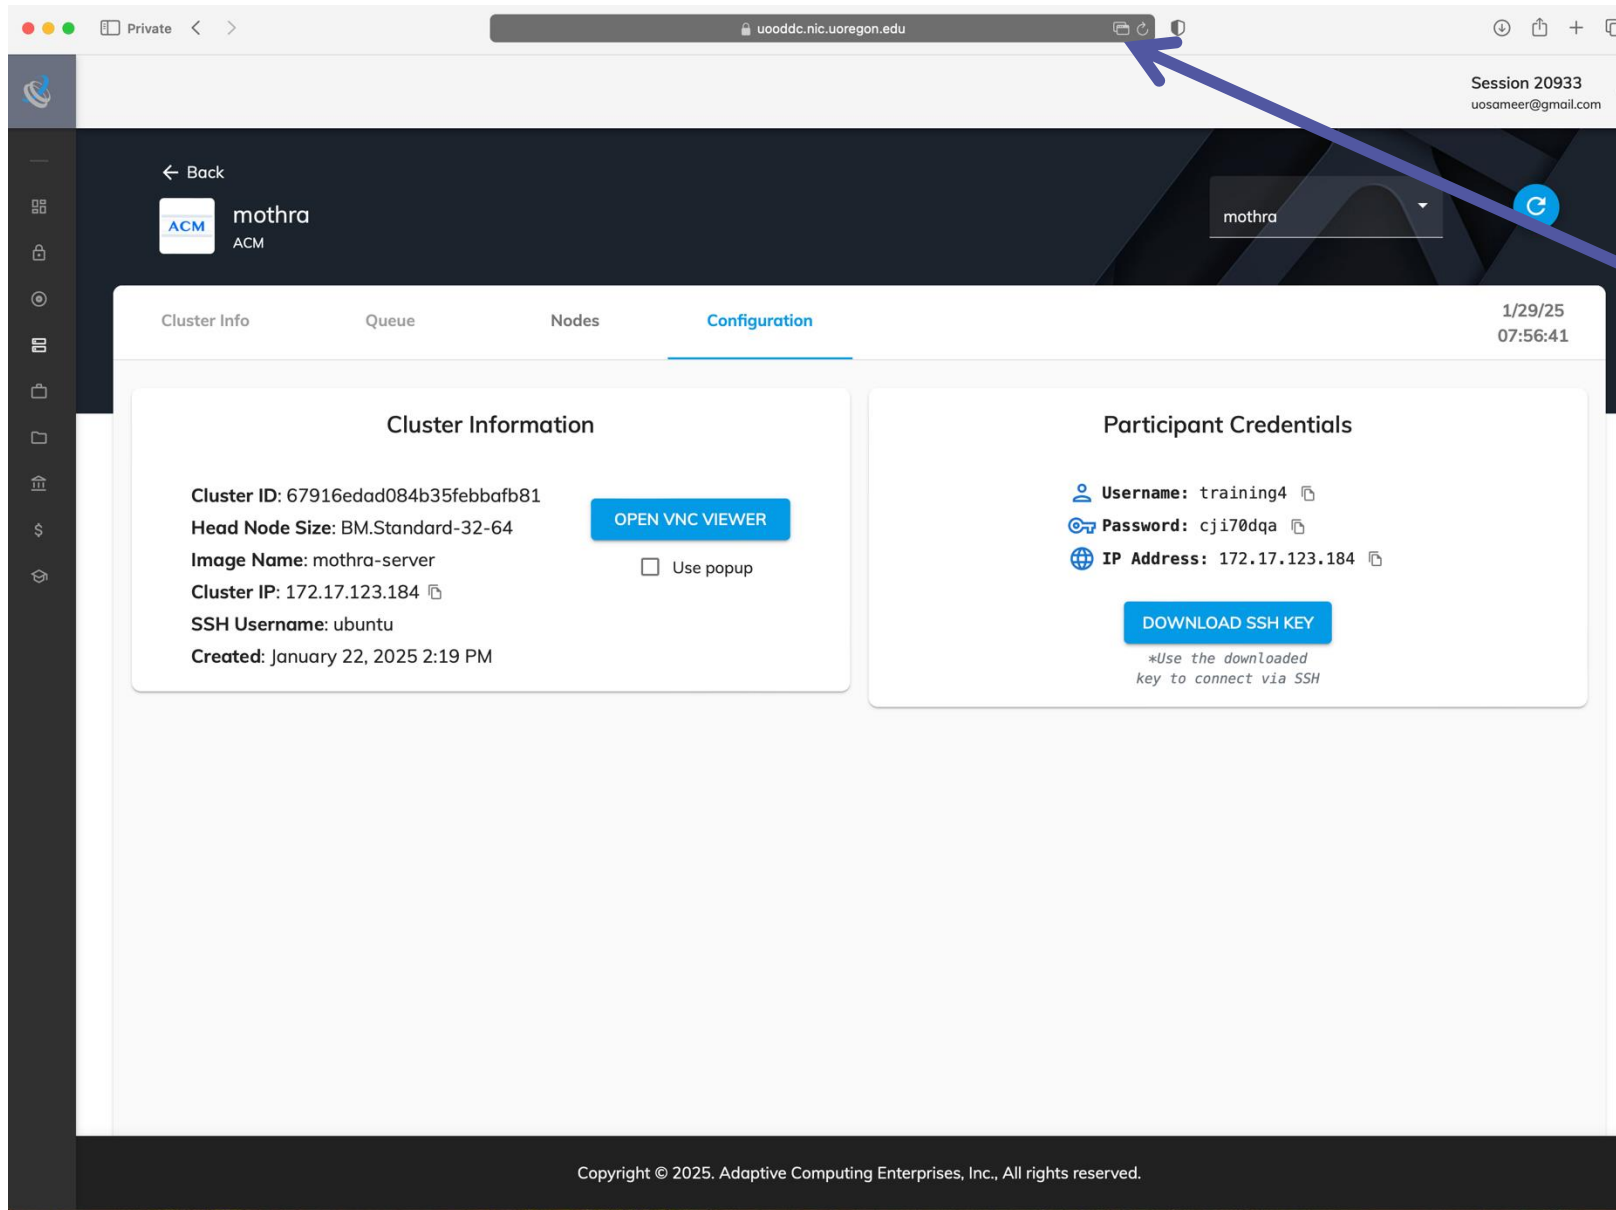 Private
uooddc.nic.uoregon.edu
Session 20933
uosameer@gmail.com
Back
ACM
mothra
ACM
mothra
Cluster Info Queue Nodes Configuration
1/29/25
07:56:41
Cluster Information
Cluster ID: 67916edad084b35febbafb81
Head Node Size: BM.Standard-32-64
Image Name: mothra-server
Cluster IP: 172.17.123.184
SSH Username: ubuntu
Created: January 22, 2025 2:19 PM
OPEN VNC VIEWER
Use popup
Participant Credentials
Username: training4
Password: cji70dqa
IP Address: 172.17.123.184
DOWNLOAD SSH KEY
*Use the downloaded
key to connect via SSH
Copyright © 2025. Adaptive Computing Enterprises, Inc., All rights reserved.